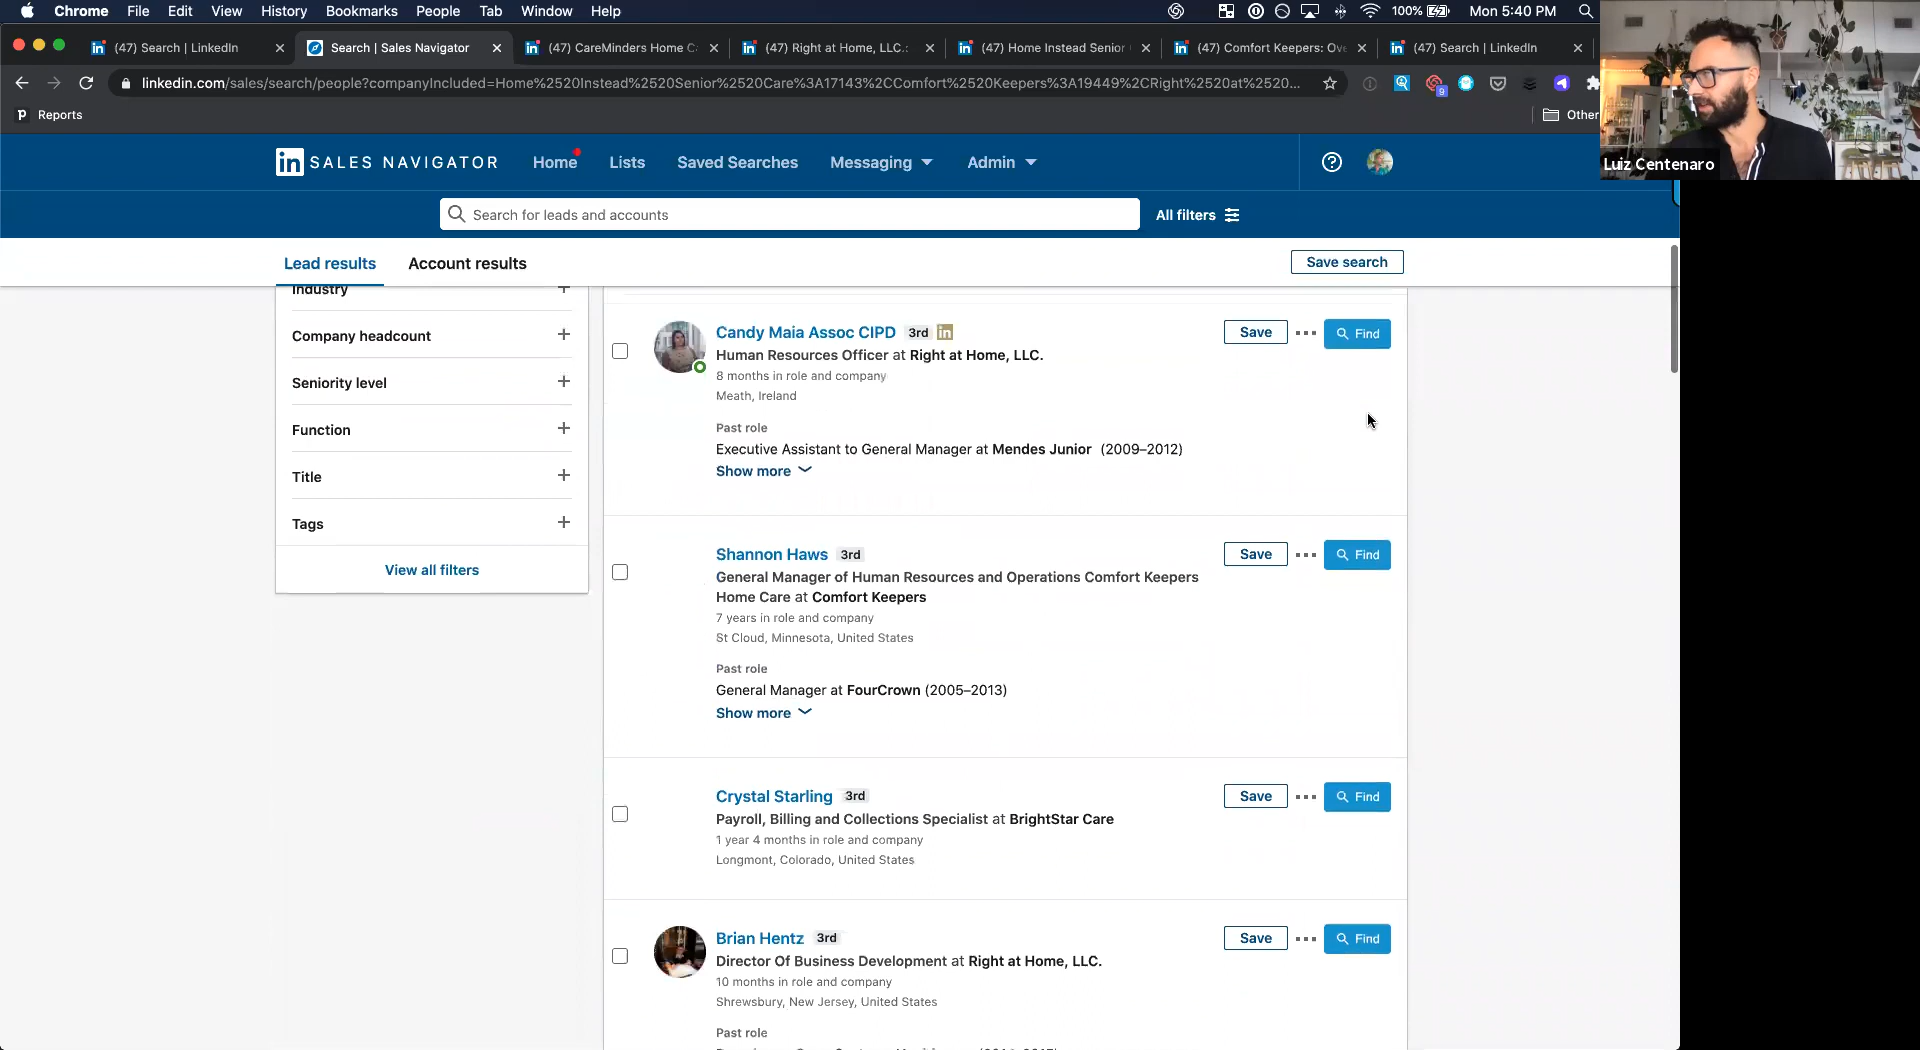 Chrome File Edit View History Bookmarks People Tab Window Help 100% Mon 5:40 PM
(47) Search | LinkedIn
Search | Sales Navigator
(47) CareMinders Home C
(47) Right at Home, LLC.:
(47) Home Instead Senior
(47) Comfort Keepers: Ov
(47) Search | LinkedIn
linkedin.com/sales/search/people?companyIncluded=Home%2520Instead%2520Senior%2520Care%3A17143%2CComfort%2520Keepers%3A19449%2CRight%2520at%2520...
9
Reports
Other
Luiz Centenaro
in SALES NAVIGATOR Home Lists Saved Searches Messaging Admin
Search for leads and accounts
All filters
Lead results Account results
Save search
Industry
Company headcount
Seniority level
Function
Title
Tags
View all filters
Candy Maia Assoc CIPD 3rd in
Save Find
Human Resources Officer at Right at Home, LLC.
8 months in role and company
Meath, Ireland
Past role
Executive Assistant to General Manager at Mendes Junior (2009–2012)
Show more
Shannon Haws 3rd
Save Find
General Manager of Human Resources and Operations Comfort Keepers
Home Care at Comfort Keepers
7 years in role and company
St Cloud, Minnesota, United States
Past role
General Manager at FourCrown (2005–2013)
Show more
Crystal Starling 3rd
Save Find
Payroll, Billing and Collections Specialist at BrightStar Care
1 year 4 months in role and company
Longmont, Colorado, United States
Brian Hentz 3rd
Save Find
Director Of Business Development at Right at Home, LLC.
10 months in role and company
Shrewsbury, New Jersey, United States
Past role